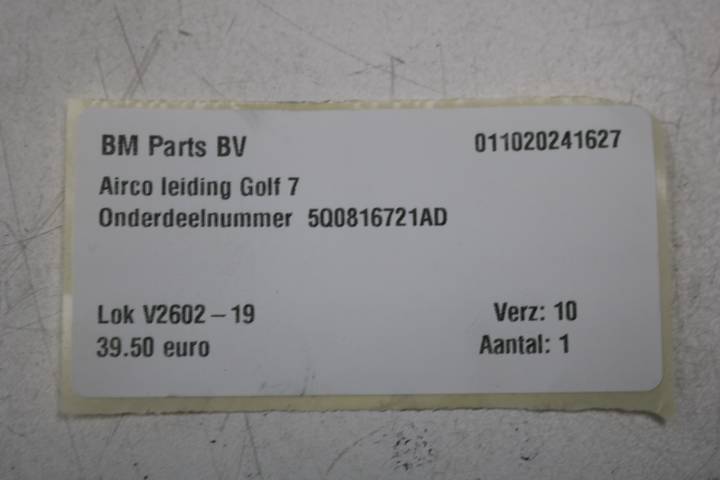 BM Parts BV 011020241627
Airco leiding Golf 7
Onderdeelnummer 5Q0816721AD
Lok V2602-19 Verz: 10
39.50 euro Aantal: 1